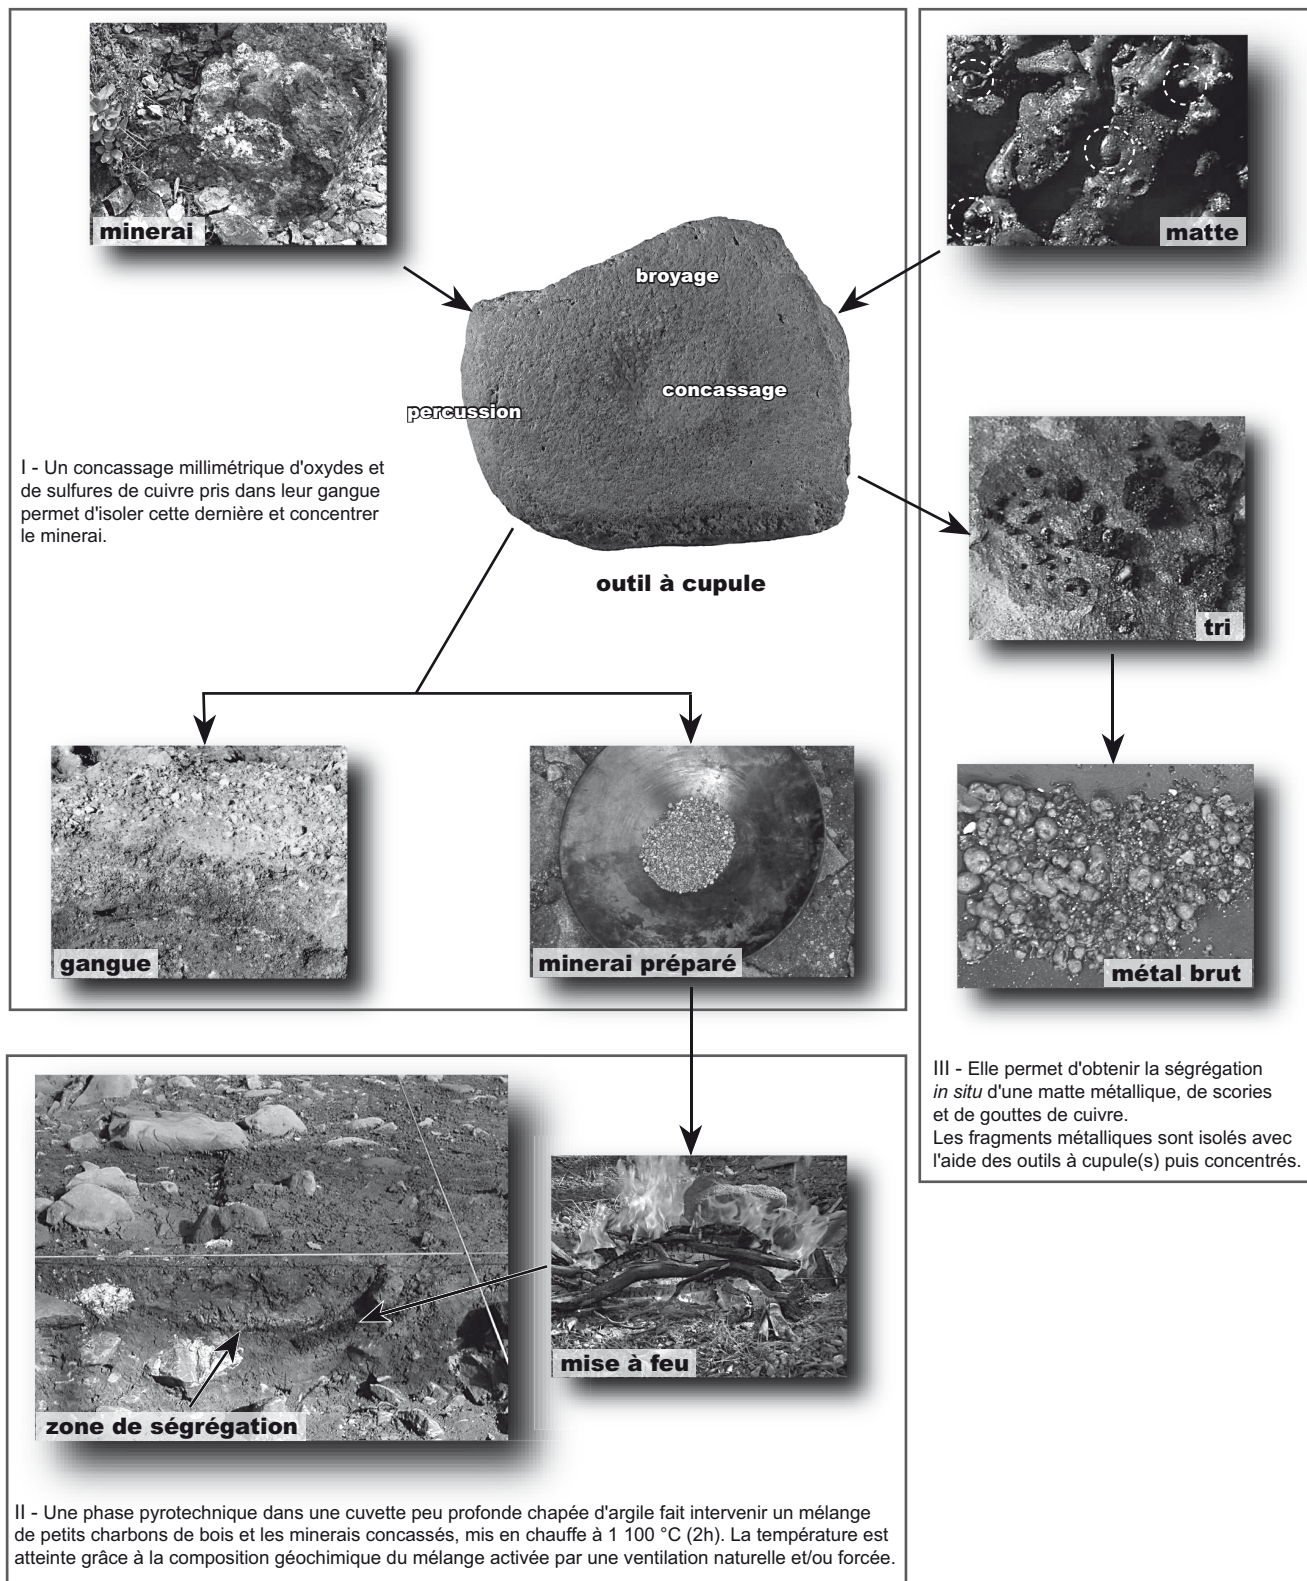 minerai
matte
broyage
concassage
percussion
I - Un concassage millimétrique d'oxydes et
de sulfures de cuivre pris dans leur gangue
permet d'isoler cette dernière et concentrer
le minerai.
outil à cupule
tri
gangue
minerai préparé
métal brut
III - Elle permet d'obtenir la ségrégation
in situ d'une matte métallique, de scories
et de gouttes de cuivre.
Les fragments métalliques sont isolés avec
l'aide des outils à cupule(s) puis concentrés.
mise à feu
zone de ségrégation
II - Une phase pyrotechnique dans une cuvette peu profonde chapée d'argile fait intervenir un mélange
de petits charbons de bois et les minerais concassés, mis en chauffe à 1 100 °C (2h). La température est
atteinte grâce à la composition géochimique du mélange activée par une ventilation naturelle et/ou forcée.